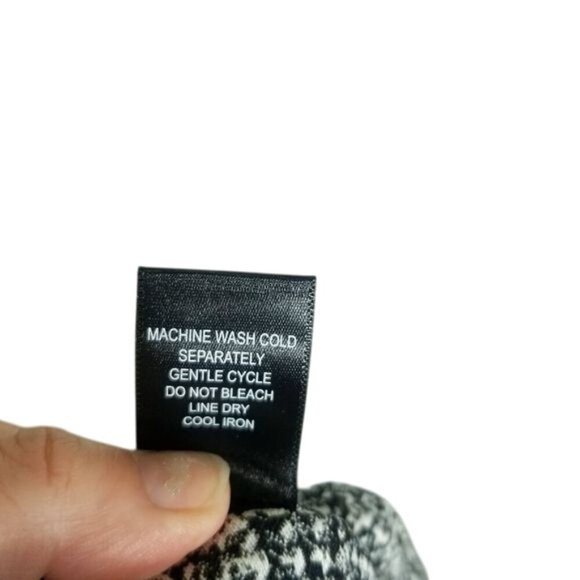 MACHINE WASH COLD
SEPARATELY
GENTLE CYCLE
DO NOT BLEACH
LINE DRY
COOL IRON